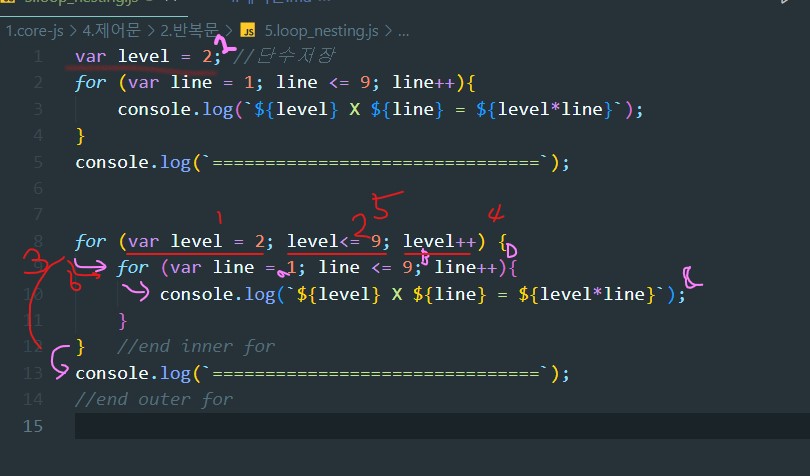 5.loop_nesting.js
1.core-js > 4.제어문 > 2.반복문 > JS 5.loop_nesting.js > ...
1 var level = 2; //단수저장 2
2 for (var line = 1; line <= 9; line++){
3 console.log(`${level} X ${line} = ${level*line}`);
4 }
5 console.log(`===============================`);
6
7
1 2 5 4
8 for (var level = 2; level<= 9; level++) {
3 6 a b D
9 for (var line = 1; line <= 9; line++){
10 console.log(`${level} X ${line} = ${level*line}`);
11 }
12 } //end inner for
13 console.log(`===============================`);
14 //end outer for
15